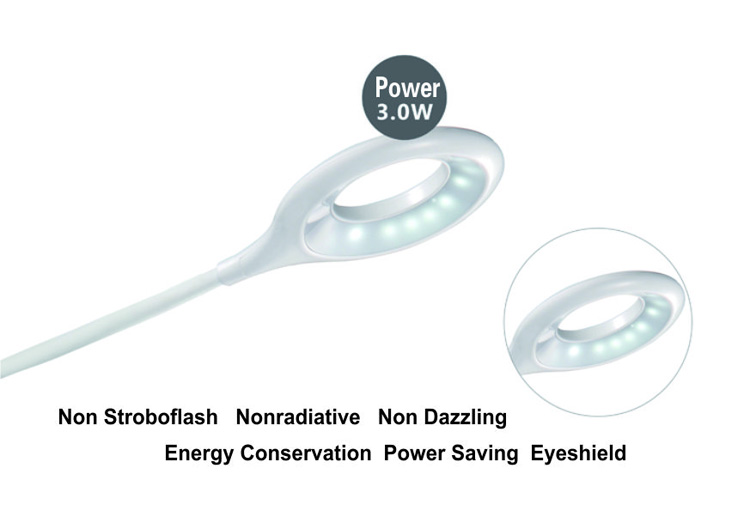 Power
3.0W
Non Stroboflash Nonradiative Non Dazzling
Energy Conservation Power Saving Eyeshield